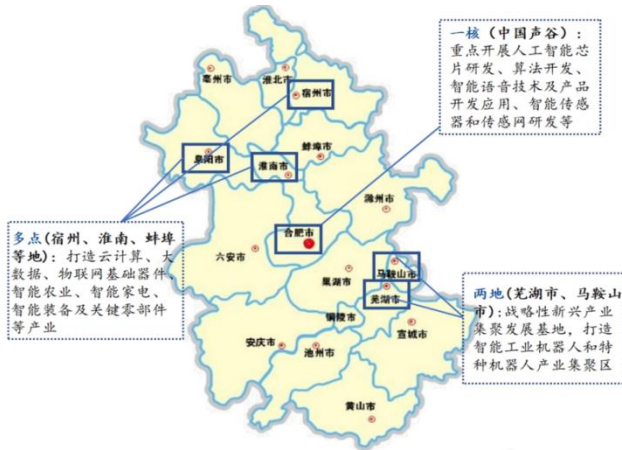 一核（中国声谷）:
重点开展人工智能芯
片研发、算法开发、
智能语音技术及产品
开发应用、智能传感
器和传感网研发等
亳州市
淮北市
宿州市
阜阳市
淮南市
蚌埠市
滁州市
合肥市
六安市
巢湖市
马鞍山市
芜湖市
铜陵市
宣城市
安庆市
池州市
黄山市
多点(宿州、淮南、蚌埠
等地): 打造云计算、大
数据、物联网基础器件、
智能农业、智能家电、
智能装备及关键零部件
等产业
两地(芜湖市、马鞍山
市):战略性新兴产业
集聚发展基地，打造
智能工业机器人和特
种机器人产业集聚区